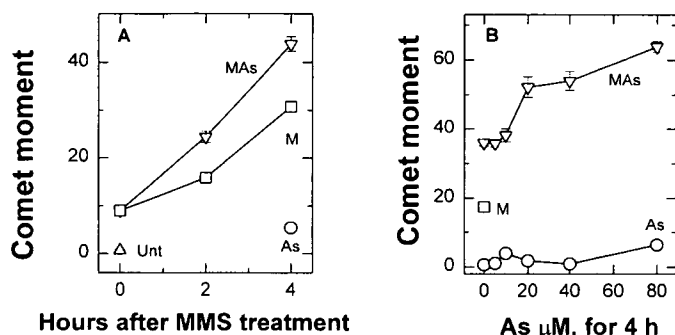 A
Comet moment
40
20
0
MAs
M
As
Unt
0
2
4
Hours after MMS treatment
B
Comet moment
60
40
20
0
MAs
M
As
0
20
40
60
80
As µM, for 4 h